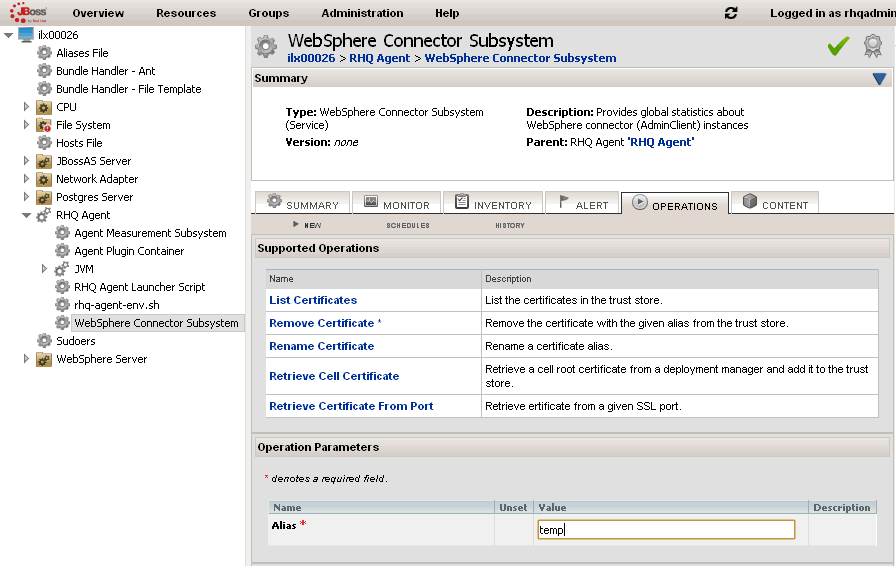 JBoss
by Red Hat
Overview
Resources
Groups
Administration
Help
Logged in as rhqadmin
ilx00026
Aliases File
Bundle Handler - Ant
Bundle Handler - File Template
CPU
File System
Hosts File
JBossAS Server
Network Adapter
Postgres Server
RHQ Agent
Agent Measurement Subsystem
Agent Plugin Container
JVM
RHQ Agent Launcher Script
rhq-agent-env.sh
WebSphere Connector Subsystem
Sudoers
WebSphere Server
WebSphere Connector Subsystem
ilx00026 > RHQ Agent > WebSphere Connector Subsystem
Summary
Type: WebSphere Connector Subsystem
(Service)
Version: none
Description: Provides global statistics about
WebSphere connector (AdminClient) instances
Parent: RHQ Agent 'RHQ Agent'
SUMMARY
MONITOR
INVENTORY
ALERT
OPERATIONS
CONTENT
NEW
SCHEDULES
HISTORY
Supported Operations
Name Description
List Certificates List the certificates in the trust store.
Remove Certificate * Remove the certificate with the given alias from the trust store.
Rename Certificate Rename a certificate alias.
Retrieve Cell Certificate Retrieve a cell root certificate from a deployment manager and add it to the trust
store.
Retrieve Certificate From Port Retrieve ertificate from a given SSL port.
Operation Parameters
* denotes a required field.
Name Unset Value Description
Alias * temp